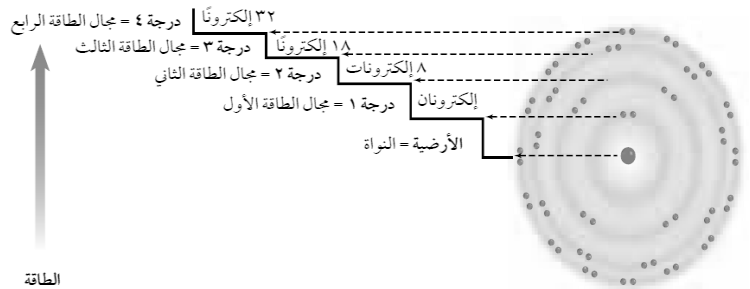 ٣٢ إلكترونًا
درجة ٤ = مجال الطاقة الرابع
١٨ إلكترونًا
درجة ٣ = مجال الطاقة الثالث
٨ إلكترونات
درجة ٢ = مجال الطاقة الثاني
إلكترونان
درجة ١ = مجال الطاقة الأول
الأرضية = النواة
الطاقة